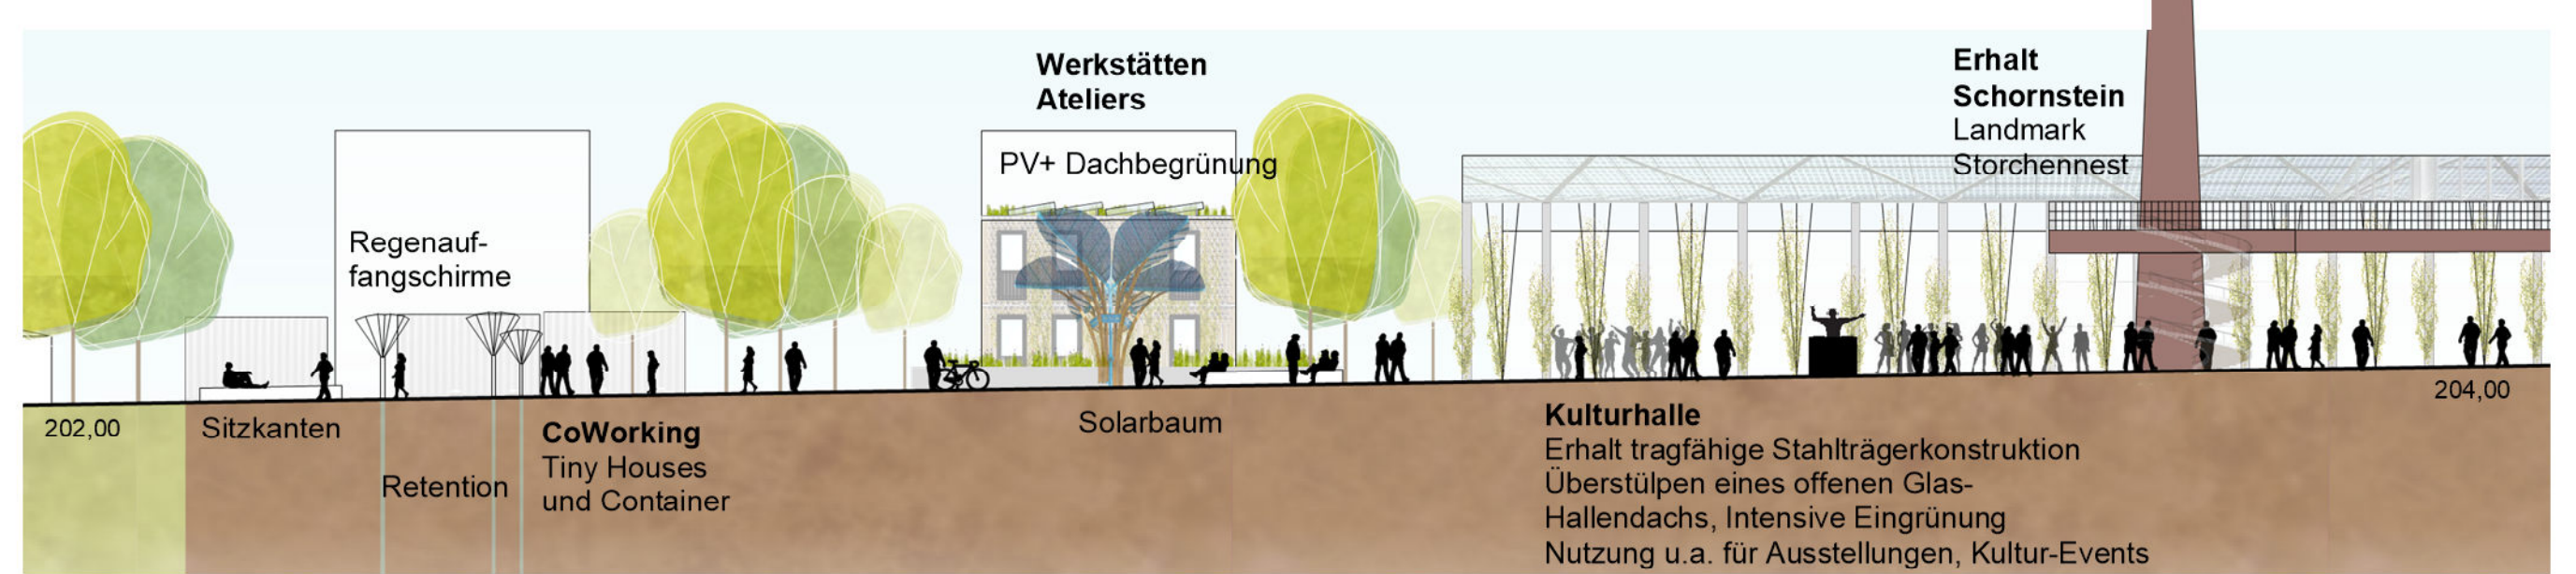 Werkstätten
Ateliers
PV+ Dachbegrünung
Erhalt
Schornstein
Landmark
Storchennest
Regenauf-
fangschirme
202,00
Sitzkanten
Retention
CoWorking
Tiny Houses
und Container
Solarbaum
Kulturhalle
Erhalt tragfähige Stahlträgerkonstruktion
Überstülpen eines offenen Glas-
Hallendachs, Intensive Eingrünung
Nutzung u.a. für Ausstellungen, Kultur-Events
204,00